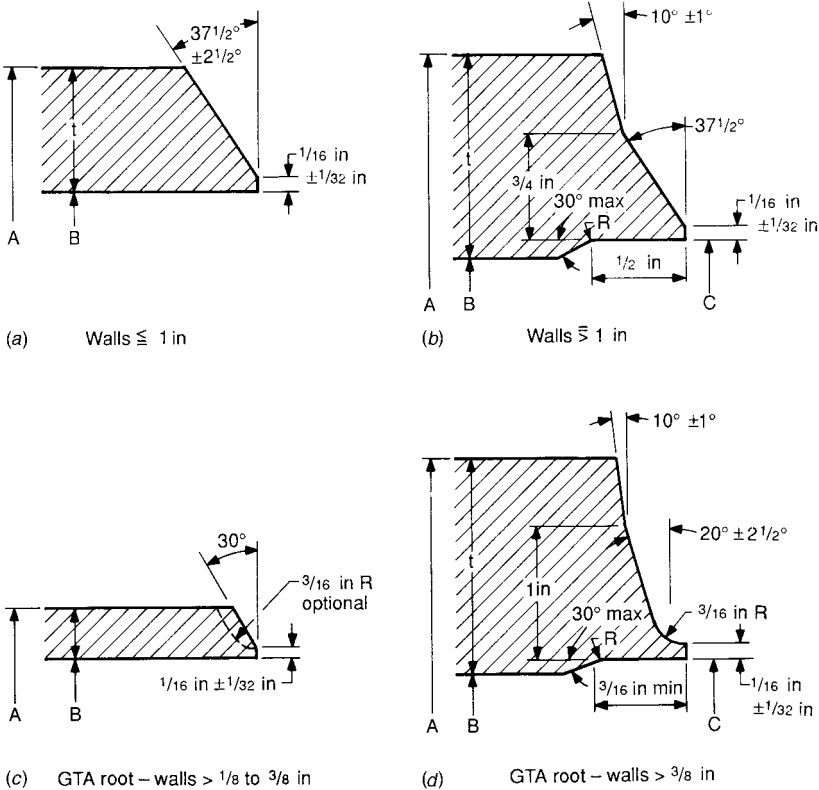 37 1/2°
±2 1/2°
t
1/16 in
±1/32 in
A
B
(a) Walls ≦ 1 in
10° ±1°
37 1/2°
t
3/4 in
30° max
R
1/16 in
±1/32 in
1/2 in
A
B
C
(b) Walls > 1 in
30°
3/16 in R
optional
1/16 in ±1/32 in
A
B
(c) GTA root – walls > 1/8 to 3/8 in
10° ±1°
20° ± 2 1/2°
t
1 in
30° max
R
3/16 in R
3/16 in min
1/16 in
±1/32 in
A
B
C
(d) GTA root – walls > 3/8 in